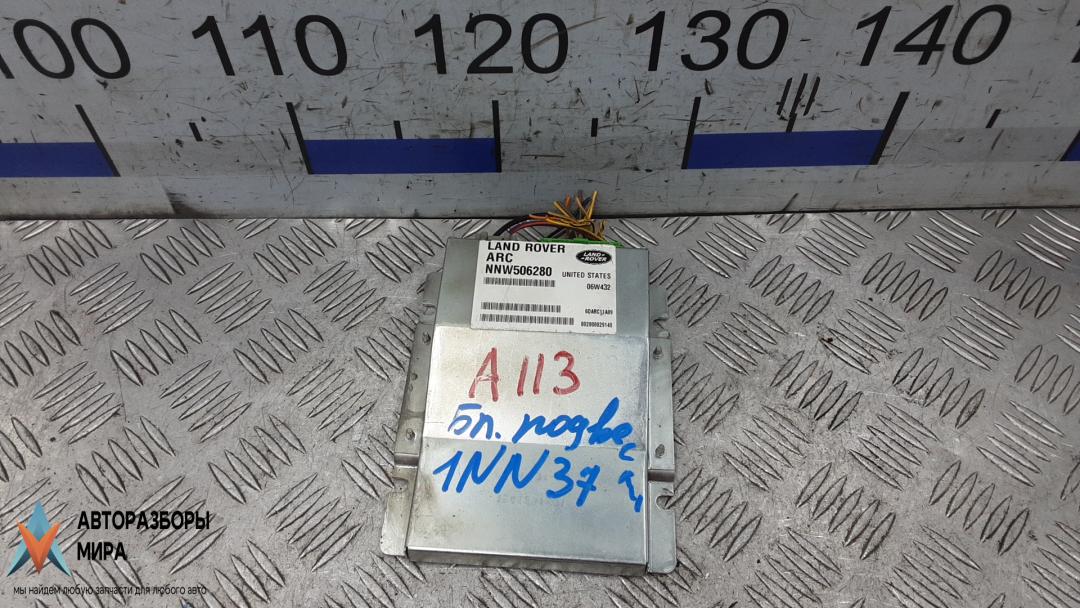 100 110 120 130 140
LAND ROVER
ARC
NNW506280
LAND ROVER
UNITED STATES
06W432
A113
Бл. подвес
1NN37
АВТОРАЗБОРЫ
МИРА
мы найдем любую запчасти для любого авто